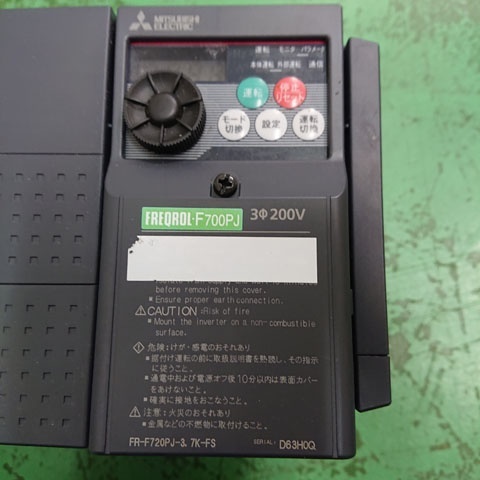 MITSUBISHI
ELECTRIC
運転 モニタ パラメータ
本体運転 外部運転 通信
運転
停止
リセット
モード
切換
設定
運転
切換
FREQROL-F700PJ 3Φ200V
before removing this cover.
■ Ensure proper earth connection.
⚠CAUTION :Risk of fire
■ Mount the inverter on a non-combustible
surface.
危険:けが・感電のおそれあり
■ 据付け運転の前に取扱説明書を熟読し、その指示
に従うこと。
■ 通電中および電源オフ後10分以内は表面カバー
をあけないこと。
■ 確実に接地をおこなうこと。
⚠注意:火災のおそれあり
■ 金属などの不燃物に取付けること。
FR-F720PJ-3.7K-FS SERIAL: D63H0Q